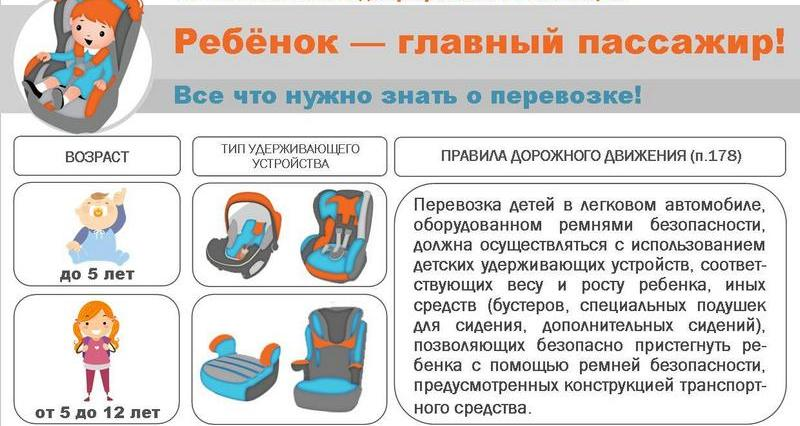 Ребёнок — главный пассажир!
Все что нужно знать о перевозке!
ВОЗРАСТ
ТИП УДЕРЖИВАЮЩЕГО
УСТРОЙСТВА
ПРАВИЛА ДОРОЖНОГО ДВИЖЕНИЯ (п.178)
до 5 лет
от 5 до 12 лет
Перевозка детей в легковом автомобиле,
оборудованном ремнями безопасности,
должна осуществляться с использованием
детских удерживающих устройств, соответ-
ствующих весу и росту ребенка, иных
средств (бустеров, специальных подушек
для сидения, дополнительных сидений),
позволяющих безопасно пристегнуть ре-
бенка с помощью ремней безопасности,
предусмотренных конструкцией транспорт-
ного средства.